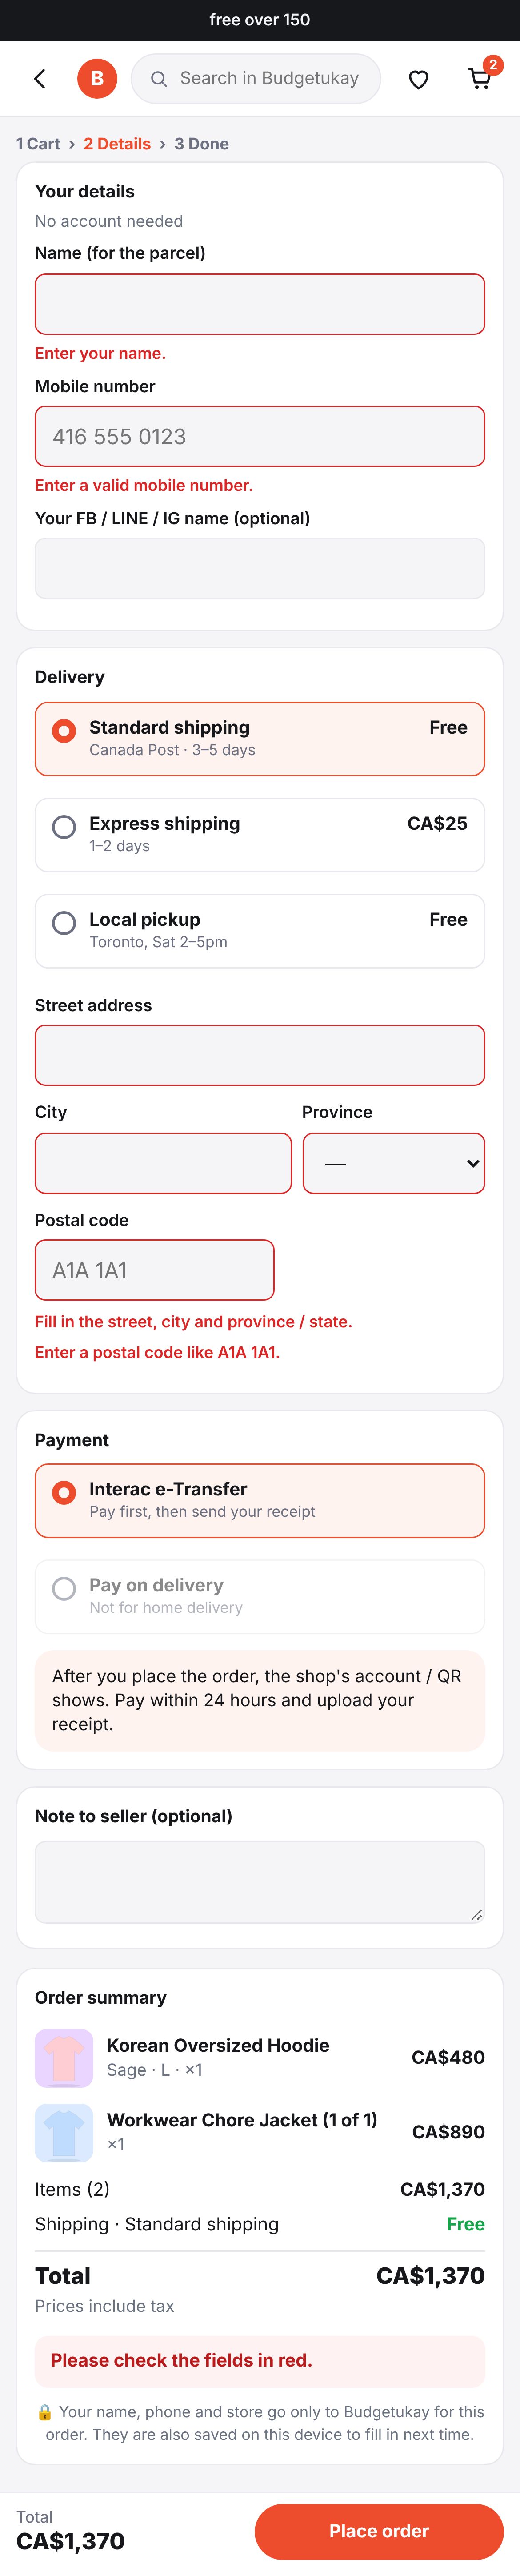 free over 150
B
Search in Budgetukay
2
1 Cart › 2 Details › 3 Done
Your details
No account needed
Name (for the parcel)
Enter your name.
Mobile number
416 555 0123
Enter a valid mobile number.
Your FB / LINE / IG name (optional)
Delivery
Standard shipping Free
Canada Post · 3–5 days
Express shipping CA$25
1–2 days
Local pickup Free
Toronto, Sat 2–5pm
Street address
City Province
—
Postal code
A1A 1A1
Fill in the street, city and province / state.
Enter a postal code like A1A 1A1.
Payment
Interac e-Transfer
Pay first, then send your receipt
Pay on delivery
Not for home delivery
After you place the order, the shop's account / QR
shows. Pay within 24 hours and upload your
receipt.
Note to seller (optional)
Order summary
Korean Oversized Hoodie CA$480
Sage · L · ×1
Workwear Chore Jacket (1 of 1) CA$890
×1
Items (2) CA$1,370
Shipping · Standard shipping Free
Total CA$1,370
Prices include tax
Please check the fields in red.
🔒 Your name, phone and store go only to Budgetukay for this
order. They are also saved on this device to fill in next time.
Total
CA$1,370
Place order